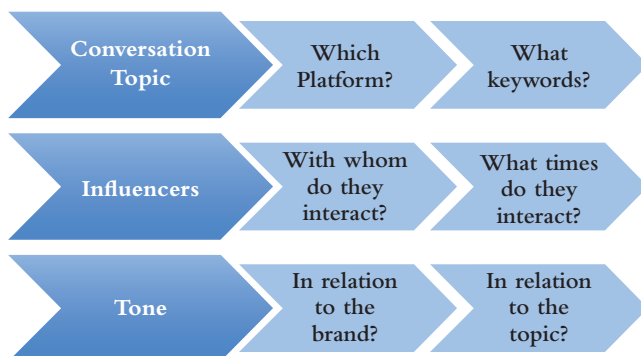 Conversation
Topic
Which
Platform?
What
keywords?
Influencers
With whom
do they
interact?
What times
do they
interact?
Tone
In relation
to the
brand?
In relation
to the
topic?